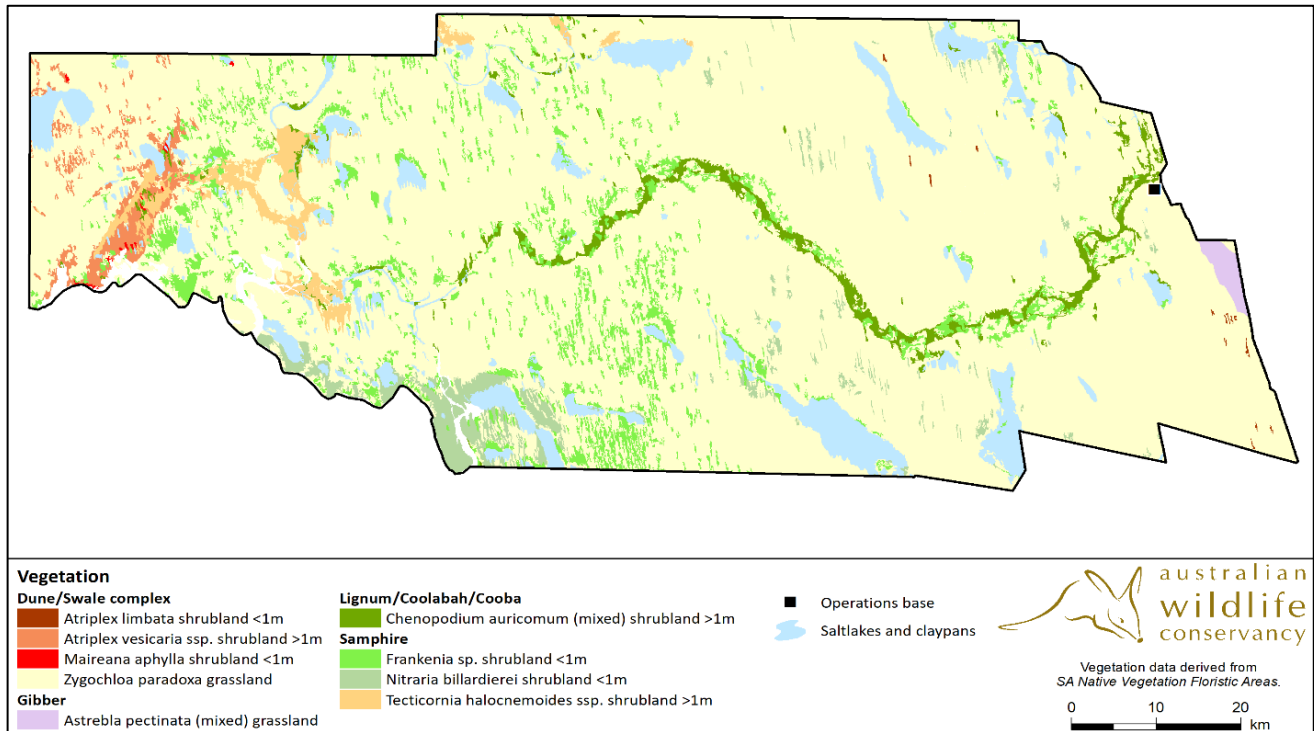 Vegetation
Dune/Swale complex
Atriplex limbata shrubland <1m
Atriplex vesicaria ssp. shrubland >1m
Maireana aphylla shrubland <1m
Zygochloa paradoxa grassland
Gibber
Astrebla pectinata (mixed) grassland
Lignum/Coolabah/Cooba
Chenopodium auricomum (mixed) shrubland >1m
Samphire
Frankenia sp. shrubland <1m
Nitraria billardierei shrubland <1m
Tecticornia halocnemoides ssp. shrubland >1m
Operations base
Saltlakes and claypans
australian
wildlife
conservancy
Vegetation data derived from
SA Native Vegetation Floristic Areas.
0 10 20
km